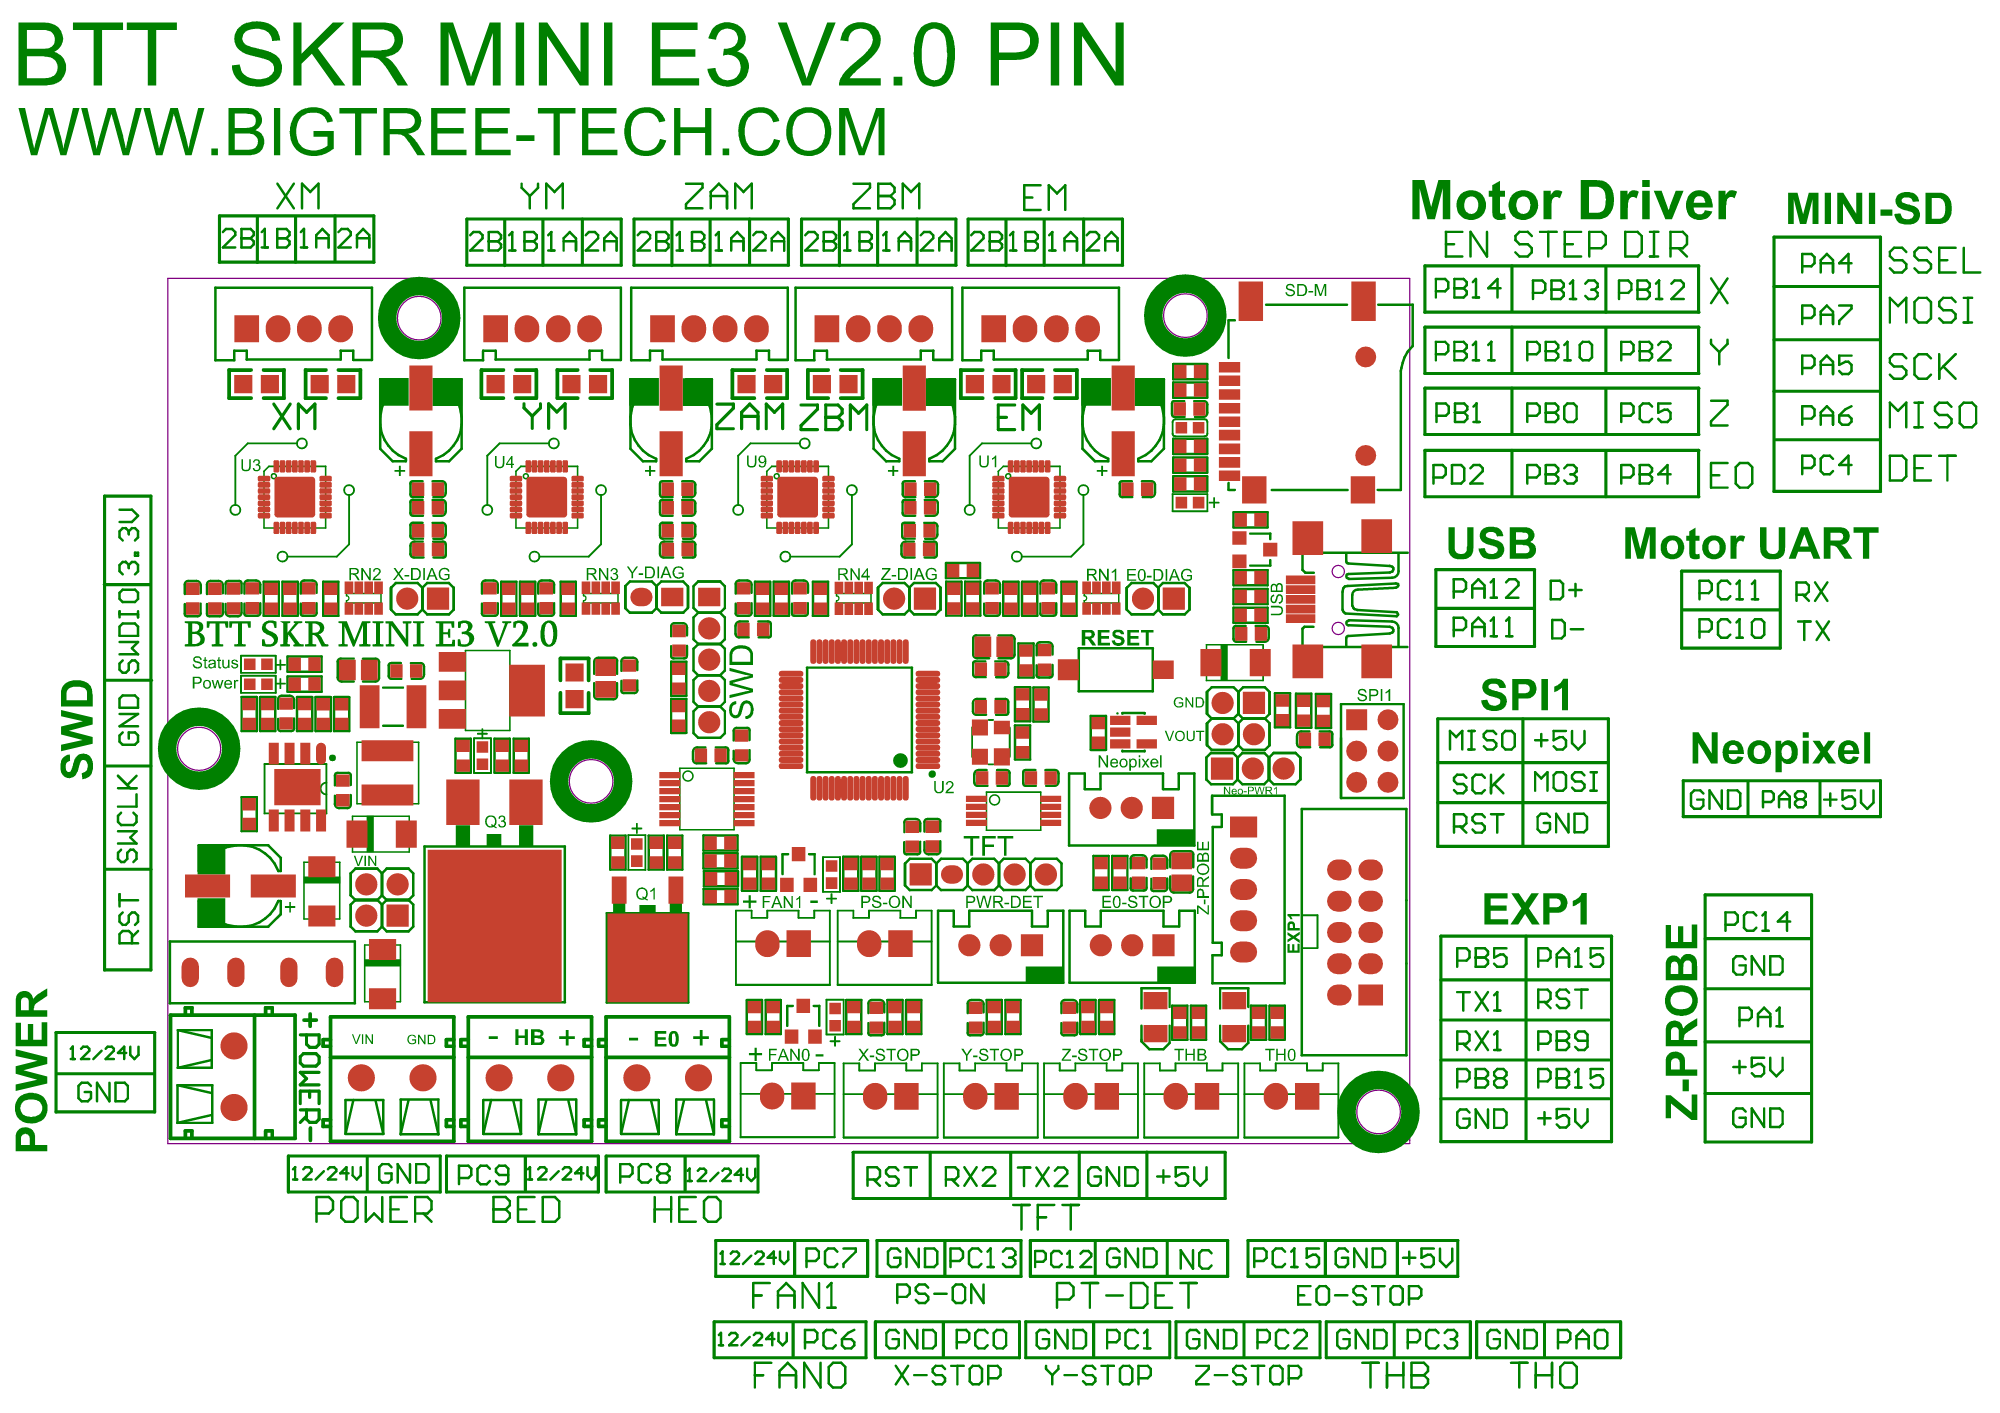 BTT SKR MINI E3 V2.0 PIN
WWW.BIGTREE-TECH.COM
XM YM ZAM ZBM EM
2B 1B 1A 2A 2B 1B 1A 2A 2B 1B 1A 2A 2B 1B 1A 2A 2B 1B 1A 2A
Motor Driver
EN STEP DIR
PB14 PB13 PB12 X
PB11 PB10 PB2 Y
PB1 PB0 PC5 Z
PD2 PB3 PB4 E0
MINI-SD
PA4 SSEL
PA7 MOSI
PA5 SCK
PA6 MISO
PC4 DET
USB
PA12 D+
PA11 D-
Motor UART
PC11 RX
PC10 TX
SPI1
MISO +5V
SCK MOSI
RST GND
Neopixel
GND PA8 +5V
EXP1
PB5 PA15
TX1 RST
RX1 PB9
PB8 PB15
GND +5V
Z-PROBE
PC14
GND
PA1
+5V
GND
SWD
3.3V
SWDIO
GND
SWCLK
RST
POWER
12/24V
GND
SD-M
XM YM ZAM ZBM EM
+ + + + +
U3 U4 U9 U1
RN2 X-DIAG RN3 Y-DIAG RN4 Z-DIAG RN1 E0-DIAG
USB
BTT SKR MINI E3 V2.0
RESET
Status +
Power +
SWD
GND
VOUT
SPI1
Neopixel
U2
Neo-PWR1
+
Q3
+
TFT
VIN
Q1
Z-PROBE
+ FAN1 - + PS-ON PWR-DET E0-STOP
EXP1
+
+POWER-
VIN GND - HB + - E0 +
+ FAN0 - + X-STOP Y-STOP Z-STOP THB TH0
12/24V GND PC9 12/24V PC8 12/24V
POWER BED HE0
RST RX2 TX2 GND +5V
TFT
12/24V PC7 GND PC13 PC12 GND NC PC15 GND +5V
FAN1 PS-ON PT-DET E0-STOP
12/24V PC6 GND PC0 GND PC1 GND PC2 GND PC3 GND PA0
FAN0 X-STOP Y-STOP Z-STOP THB TH0